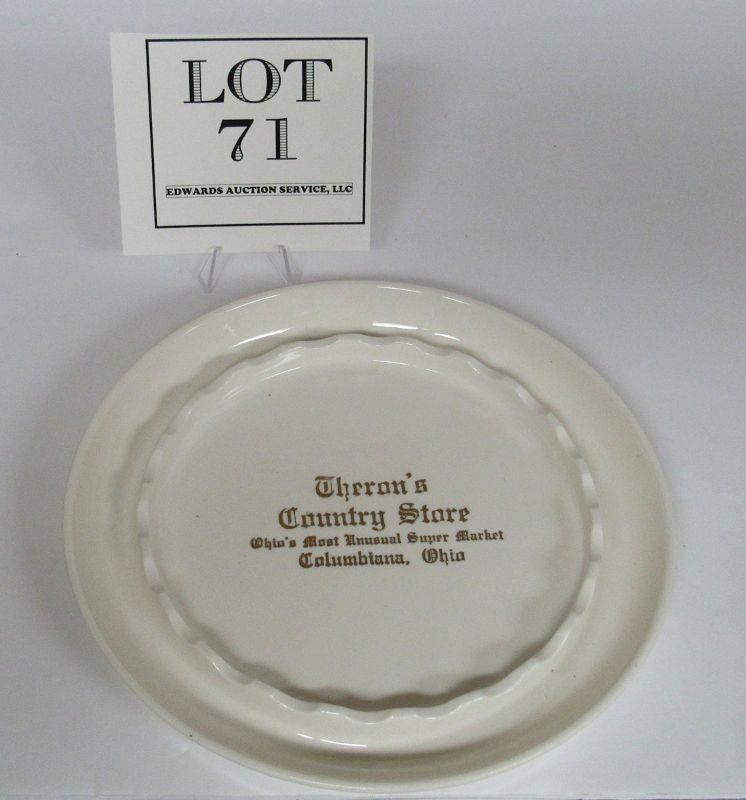 LOT
71
EDWARDS AUCTION SERVICE, LLC
Theron's
Country Store
Ohio's Most Unusual Super Market
Columbiana, Ohio